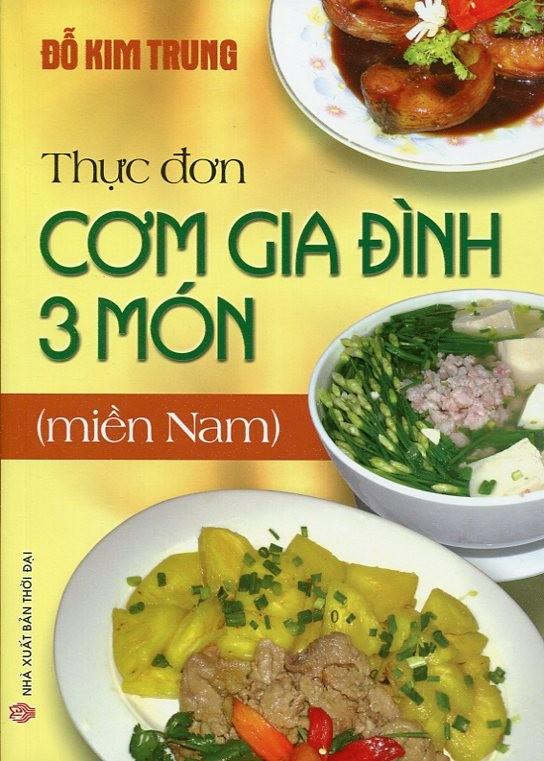 ĐỖ KIM TRUNG
Thực đơn
CƠM GIA ĐÌNH
3 MÓN
(miền Nam)
NHÀ XUẤT BẢN THỜI ĐẠI